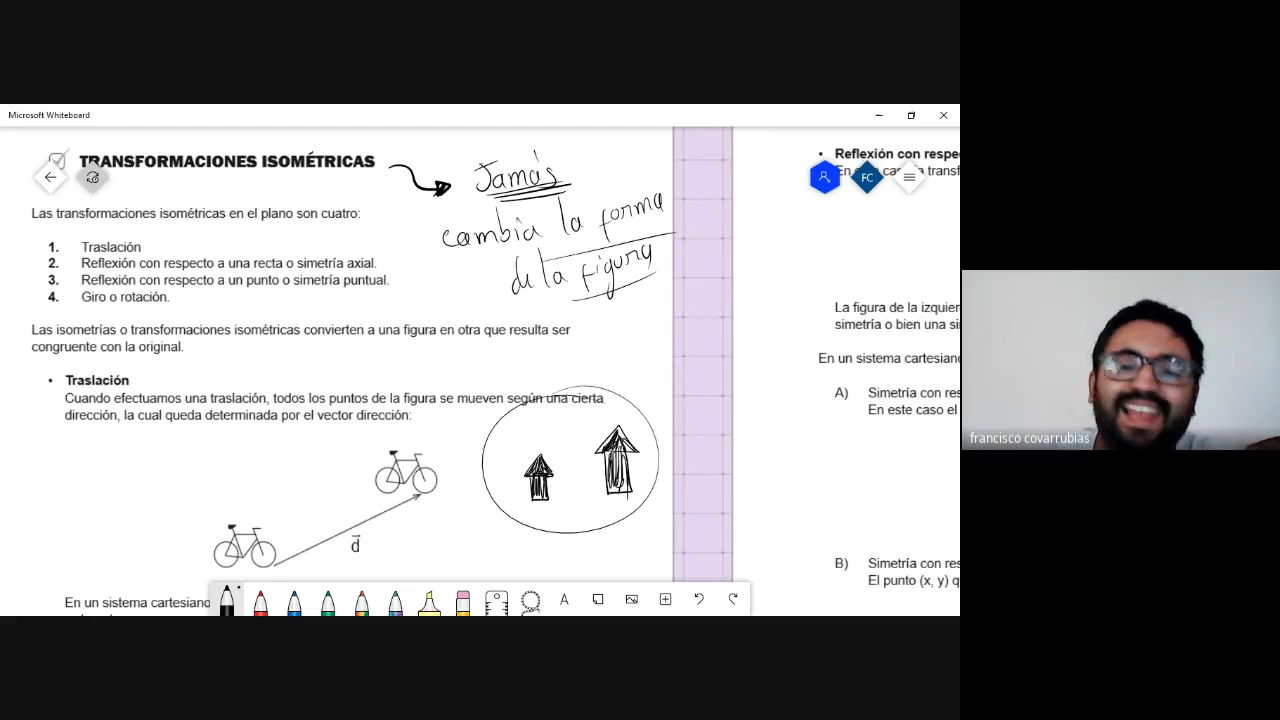 Microsoft Whiteboard
TRANSFORMACIONES ISOMÉTRICAS
Jamás
cambia la forma
de la figura
Las transformaciones isométricas en el plano son cuatro:
1. Traslación
2. Reflexión con respecto a una recta o simetría axial.
3. Reflexión con respecto a un punto o simetría puntual.
4. Giro o rotación.
Las isometrías o transformaciones isométricas convierten a una figura en otra que resulta ser
congruente con la original.
• Traslación
Cuando efectuamos una traslación, todos los puntos de la figura se mueven según una cierta
dirección, la cual queda determinada por el vector dirección:
d
En un sistema cartesiano
A
• Reflexión con respe
FC
La figura de la izquier
simetría o bien una si
En un sistema cartesiano
A) Simetría con res
En este caso el
B) Simetría con res
El punto (x, y) q
francisco covarrubias